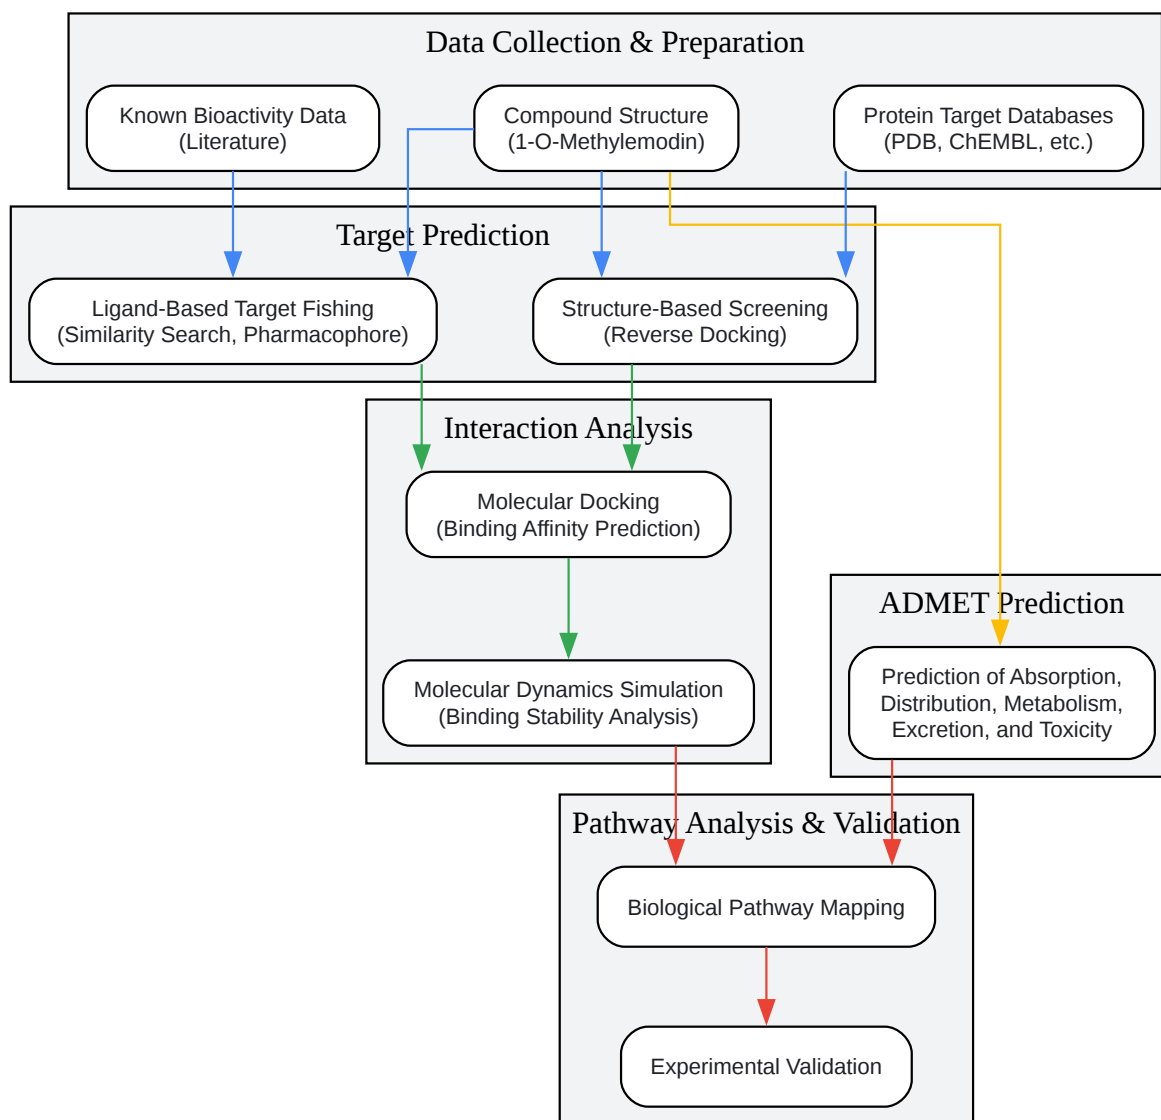 Data Collection & Preparation
Known Bioactivity Data
(Literature)
Compound Structure
(1-O-Methylemodin)
Protein Target Databases
(PDB, ChEMBL, etc.)
Target Prediction
Ligand-Based Target Fishing
(Similarity Search, Pharmacophore)
Structure-Based Screening
(Reverse Docking)
Interaction Analysis
Molecular Docking
(Binding Affinity Prediction)
Molecular Dynamics Simulation
(Binding Stability Analysis)
ADMET Prediction
Prediction of Absorption,
Distribution, Metabolism,
Excretion, and Toxicity
Pathway Analysis & Validation
Biological Pathway Mapping
Experimental Validation